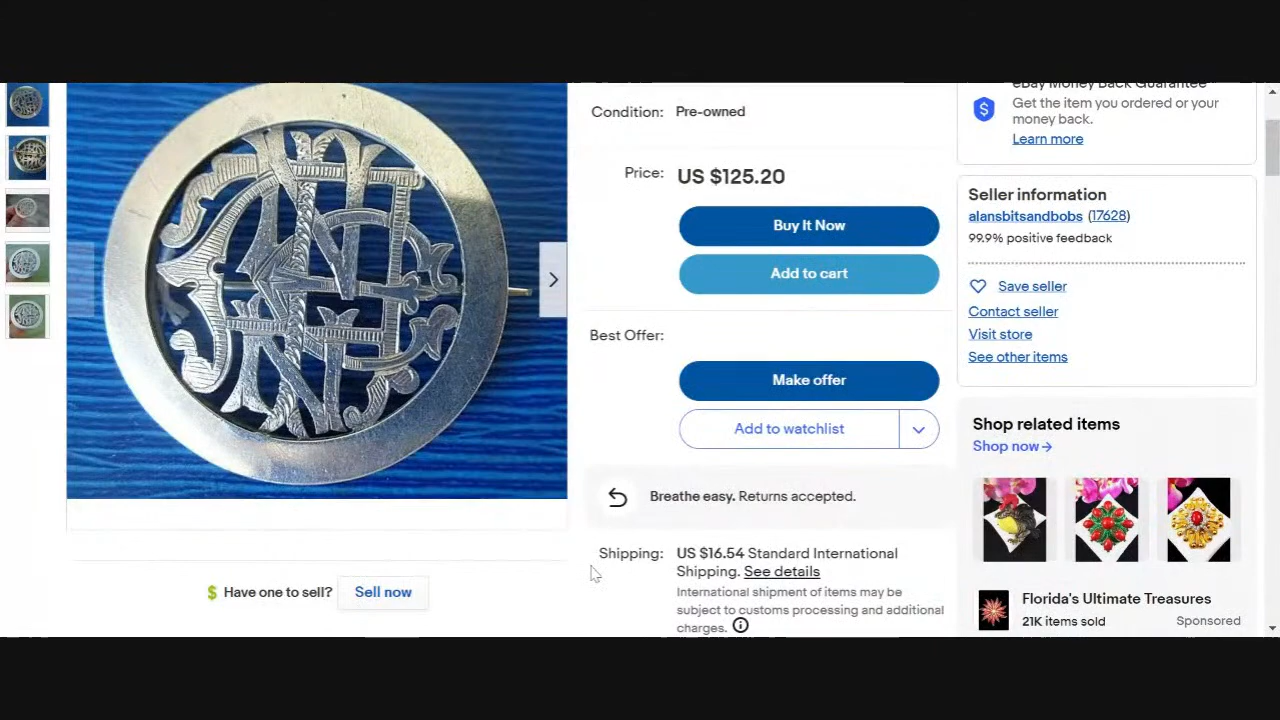 eBay Money Back Guarantee
Condition: Pre-owned
Get the item you ordered or your
money back.
Learn more
Price: US $125.20
Buy It Now
Add to cart
Best Offer:
Make offer
Add to watchlist
Breathe easy. Returns accepted.
Shipping: US $16.54 Standard International
Shipping. See details
International shipment of items may be
subject to customs processing and additional
charges.
$ Have one to sell? Sell now
Seller information
alansbitsandbobs (17628)
99.9% positive feedback
Save seller
Contact seller
Visit store
See other items
Shop related items
Shop now
Florida's Ultimate Treasures
21K items sold Sponsored